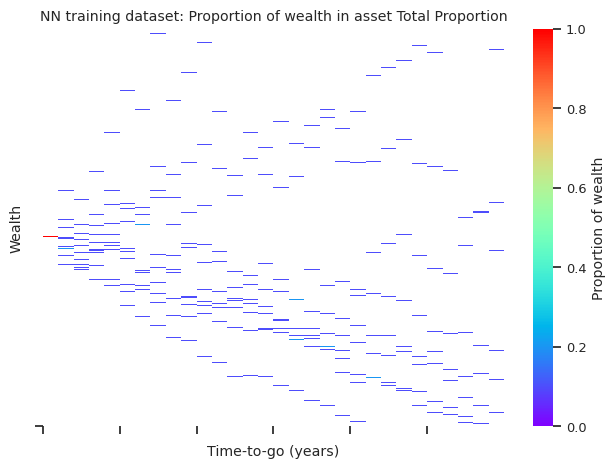 NN training dataset: Proportion of wealth in asset Total Proportion
1.0
0.8
0.6
0.4
0.2
0.0
Proportion of wealth
Wealth
Time-to-go (years)